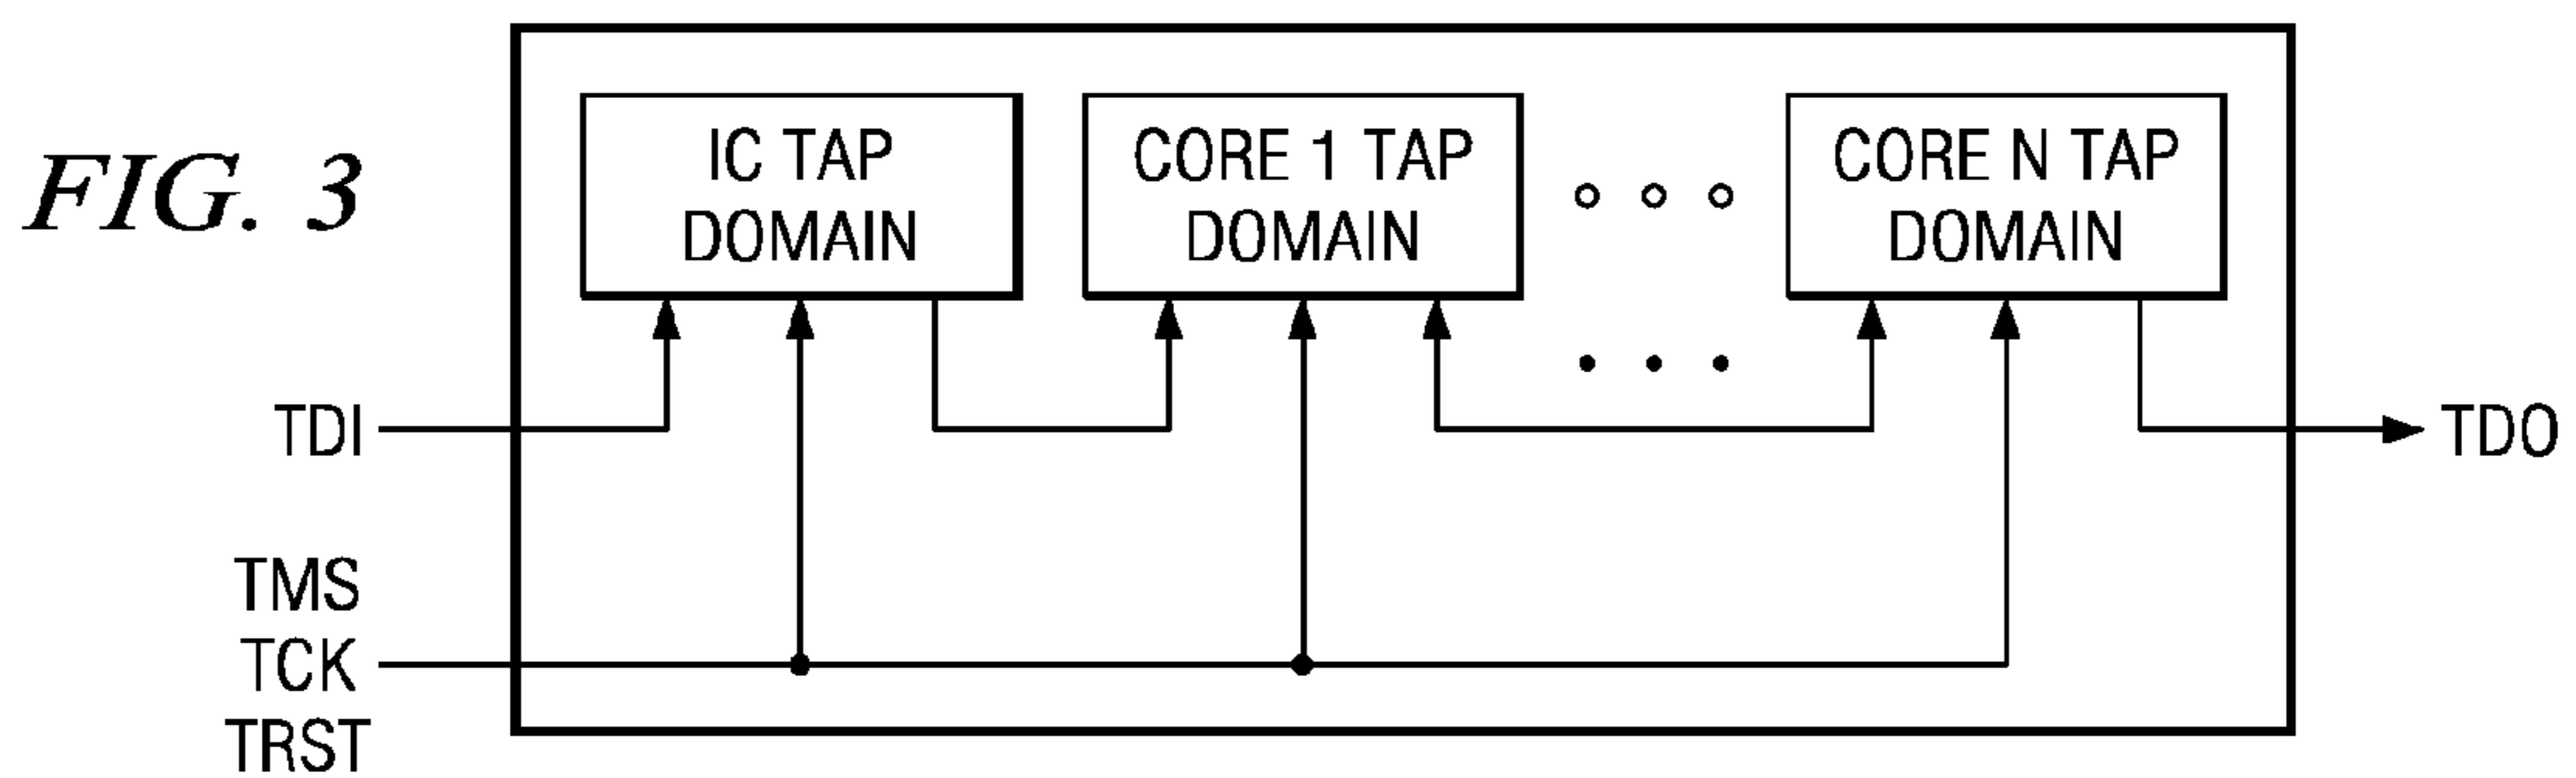 FIG. 3
IC TAP
DOMAIN
CORE 1 TAP
DOMAIN
CORE N TAP
DOMAIN
TDI
TDO
TMS
TCK
TRST